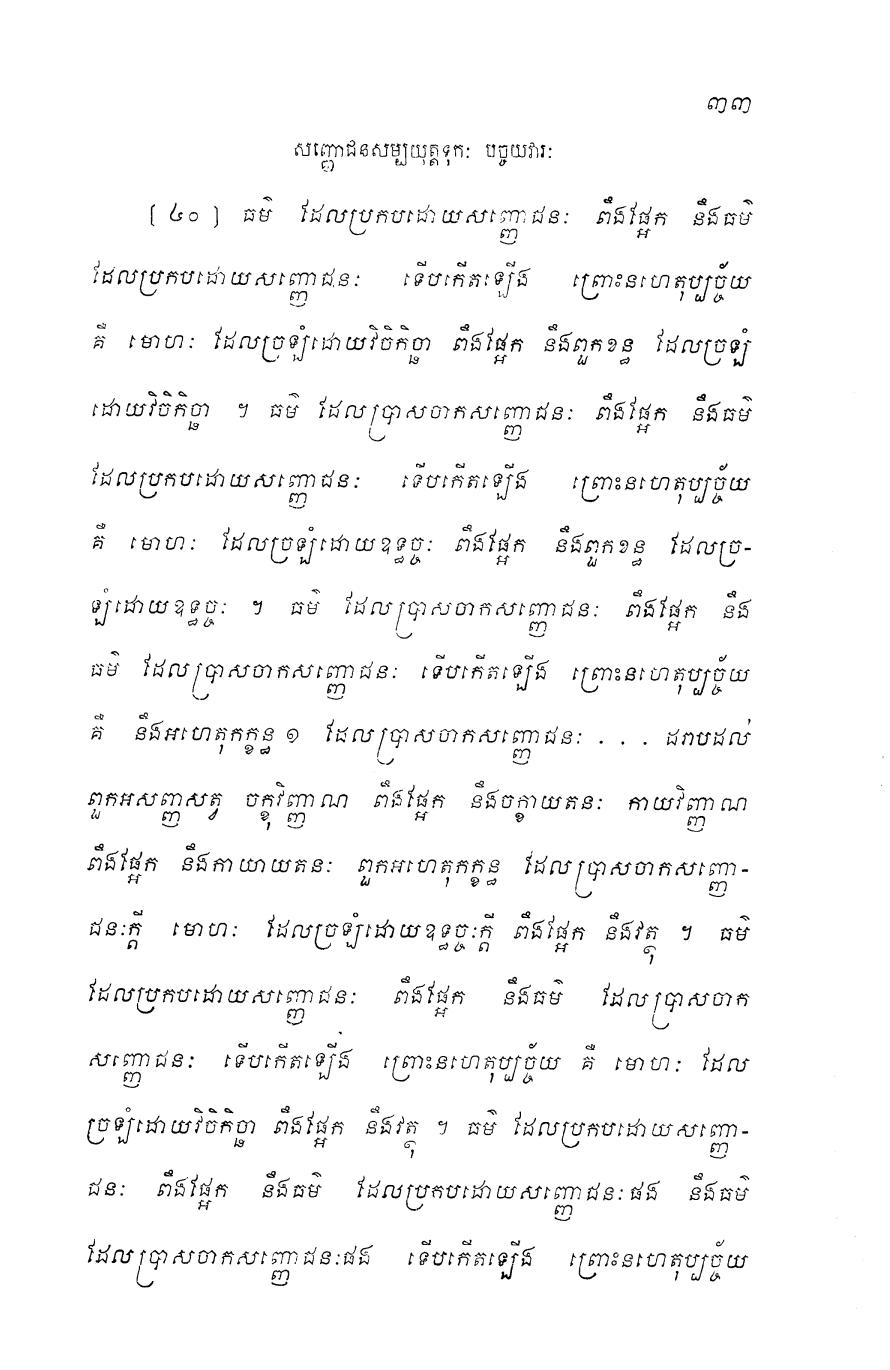 ៣៣
សញ្ញោជនសម្បយុត្តទុកៈ បច្ចយវារៈ
[៤០] ធម៌ ដែលប្រកបដោយសញ្ញោជនៈ ពឹងផ្អែក នឹងធម៌
ដែលប្រកបដោយសញ្ញោជនៈ ទើបកើតឡើង ព្រោះនហេតុប្បច្ច័យ
គឺ មោហៈ ដែលច្រឡំដោយវិចិកិច្ឆា ពឹងផ្អែក នឹងពួកខន្ធ ដែលច្រឡំ
ដោយវិចិកិច្ឆា ។ ធម៌ ដែលប្រាសចាកសញ្ញោជនៈ ពឹងផ្អែក នឹងធម៌
ដែលប្រកបដោយសញ្ញោជនៈ ទើបកើតឡើង ព្រោះនហេតុប្បច្ច័យ
គឺ មោហៈ ដែលច្រឡំដោយឧទ្ធច្ចៈ ពឹងផ្អែក នឹងពួកខន្ធ ដែលច្រ-
ឡំដោយឧទ្ធច្ចៈ ។ ធម៌ ដែលប្រាសចាកសញ្ញោជនៈ ពឹងផ្អែក នឹង
ធម៌ ដែលប្រាសចាកសញ្ញោជនៈ ទើបកើតឡើង ព្រោះនហេតុប្បច្ច័យ
គឺ នឹងអហេតុកក្ខន្ធ ១ ដែលប្រាសចាកសញ្ញោជនៈ ... ដរាបដល់
ពួកអសញ្ញសត្វ ចក្ខុវិញ្ញាណ ពឹងផ្អែក នឹងចក្ខាយតនៈ កាយវិញ្ញាណ
ពឹងផ្អែក នឹងកាយាយតនៈ ពួកអហេតុកក្ខន្ធ ដែលប្រាសចាកសញ្ញោ-
ជនៈក្តី មោហៈ ដែលច្រឡំដោយឧទ្ធច្ចៈក្តី ពឹងផ្អែក នឹងវត្ថុ ។ ធម៌
ដែលប្រកបដោយសញ្ញោជនៈ ពឹងផ្អែក នឹងធម៌ ដែលប្រាសចាក
សញ្ញោជនៈ ទើបកើតឡើង ព្រោះនហេតុប្បច្ច័យ គឺ មោហៈ ដែល
ច្រឡំដោយវិចិកិច្ឆា ពឹងផ្អែក នឹងវត្ថុ ។ ធម៌ ដែលប្រកបដោយសញ្ញោ-
ជនៈ ពឹងផ្អែក នឹងធម៌ ដែលប្រកបដោយសញ្ញោជនៈផង នឹងធម៌
ដែលប្រាសចាកសញ្ញោជនៈផង ទើបកើតឡើង ព្រោះនហេតុប្បច្ច័យ